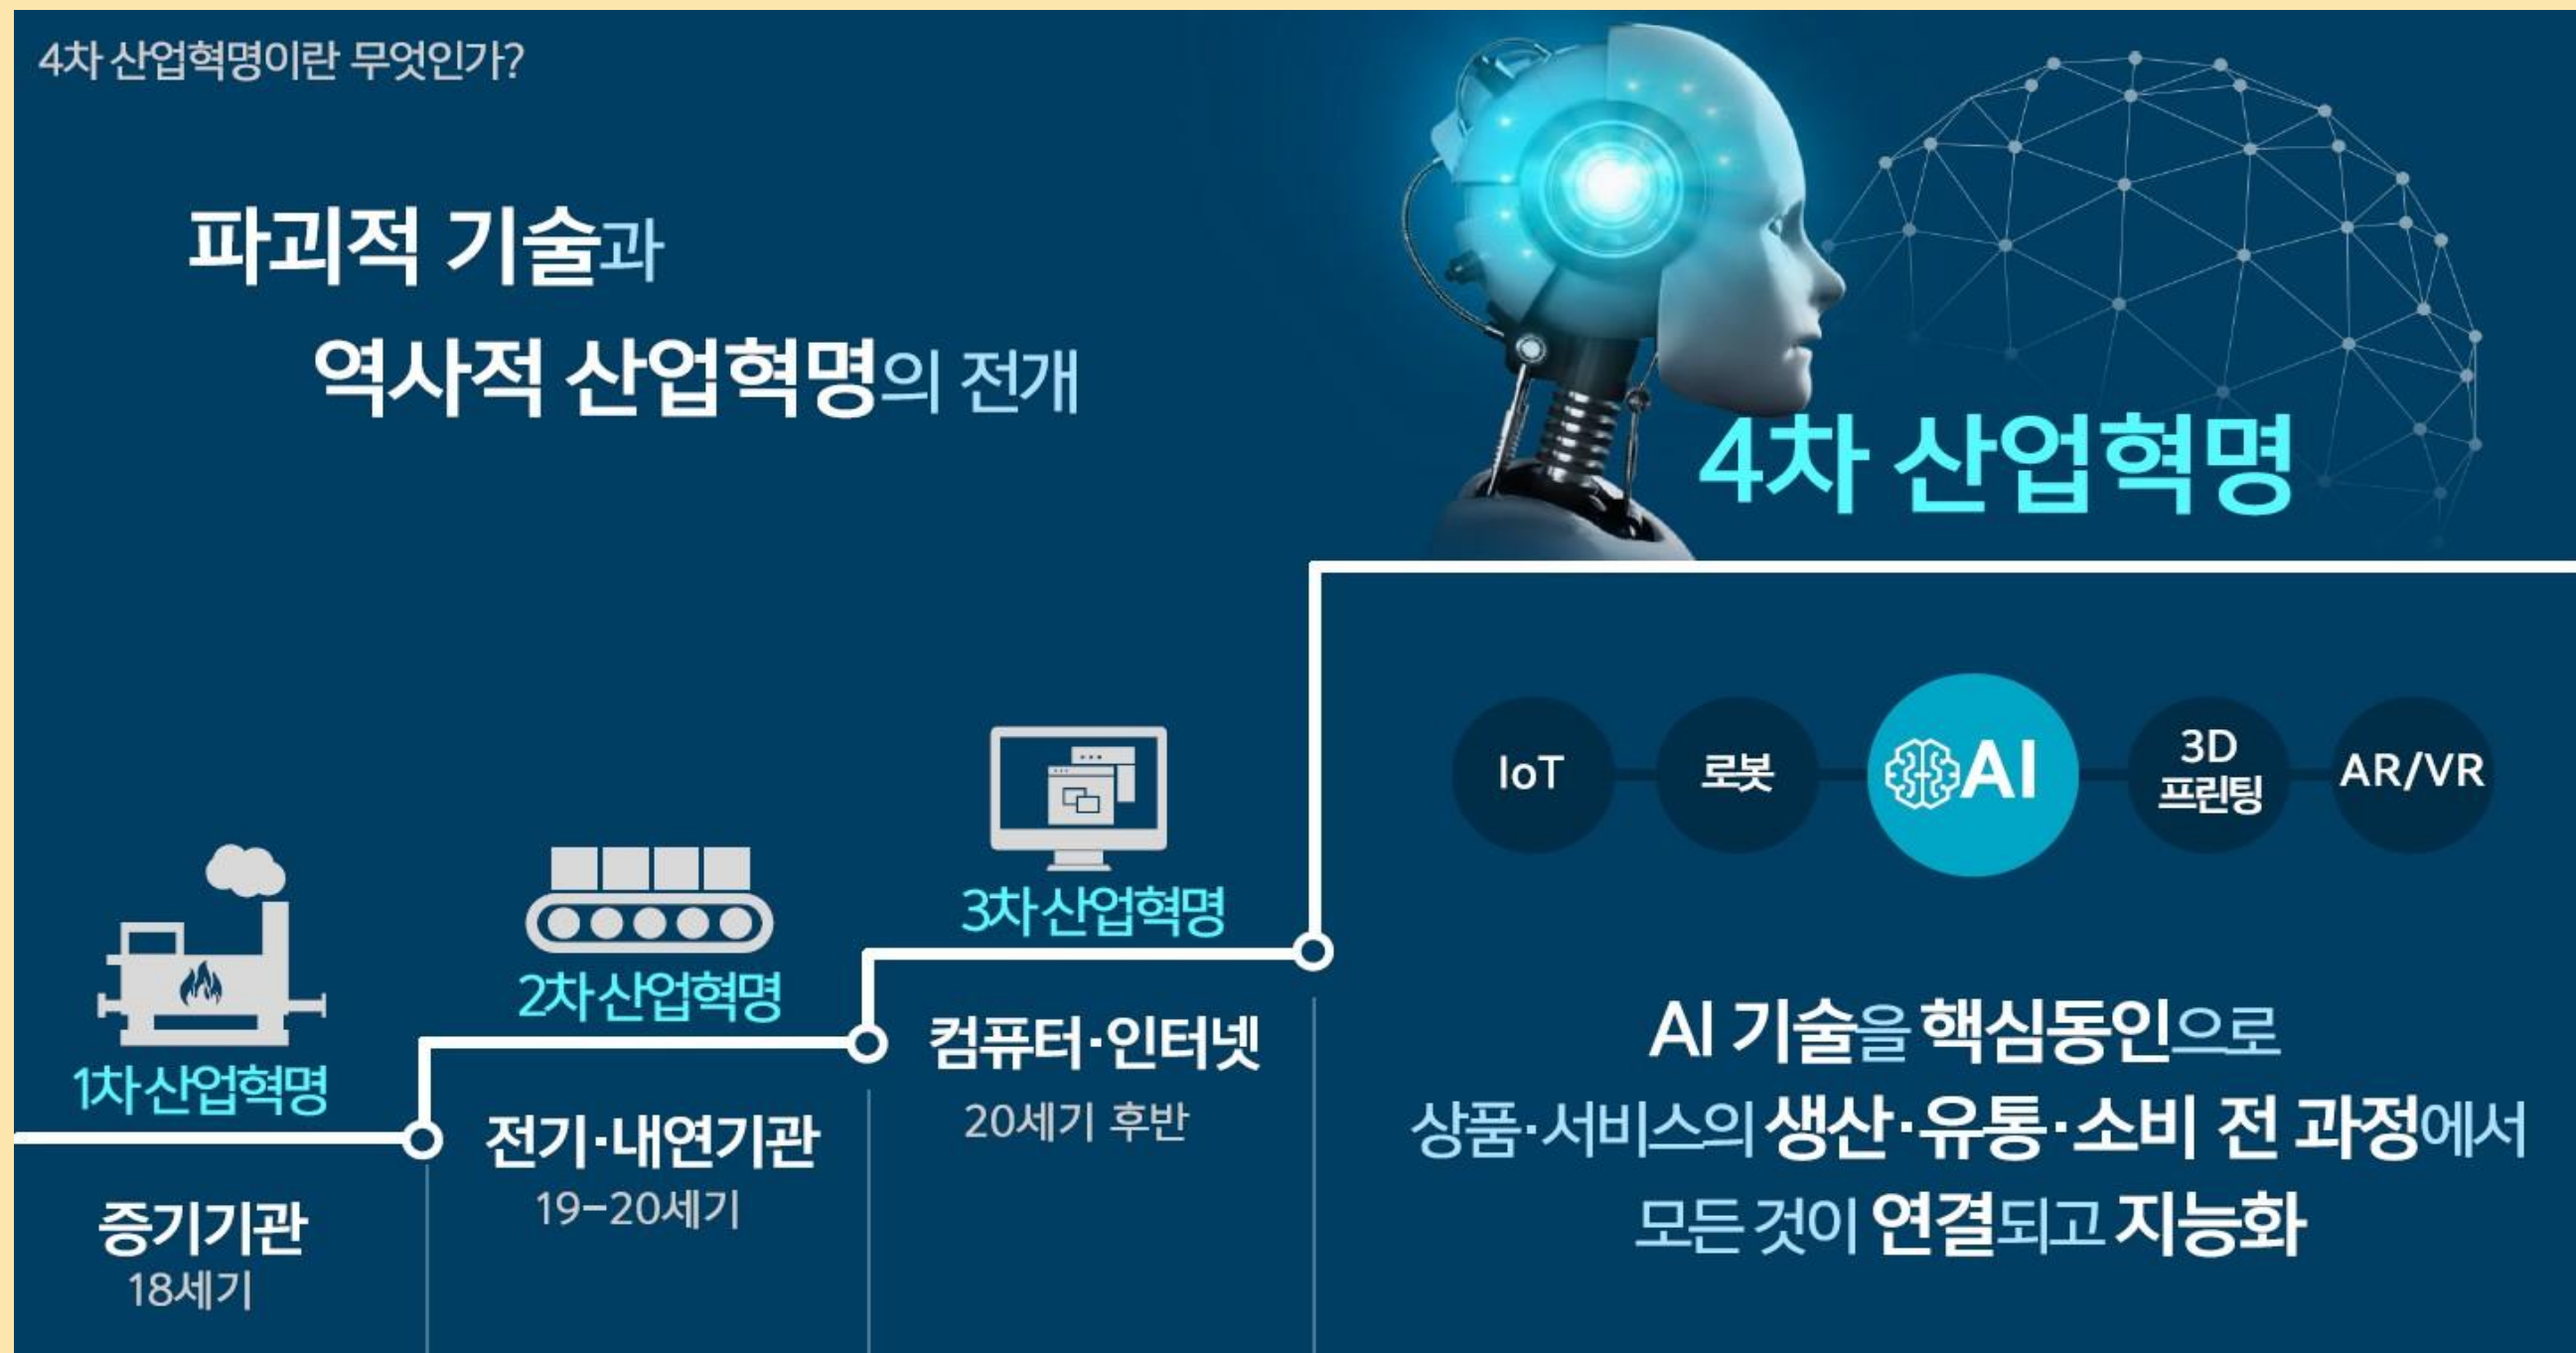 4차 산업혁명이란 무엇인가?
파괴적 기술과
역사적 산업혁명의 전개
4차 산업혁명
1차 산업혁명
증기기관
18세기
2차 산업혁명
전기·내연기관
19-20세기
3차 산업혁명
컴퓨터·인터넷
20세기 후반
IoT
로봇
AI
3D
프린팅
AR/VR
AI 기술을 핵심동인으로
상품·서비스의 생산·유통·소비 전 과정에서
모든 것이 연결되고 지능화